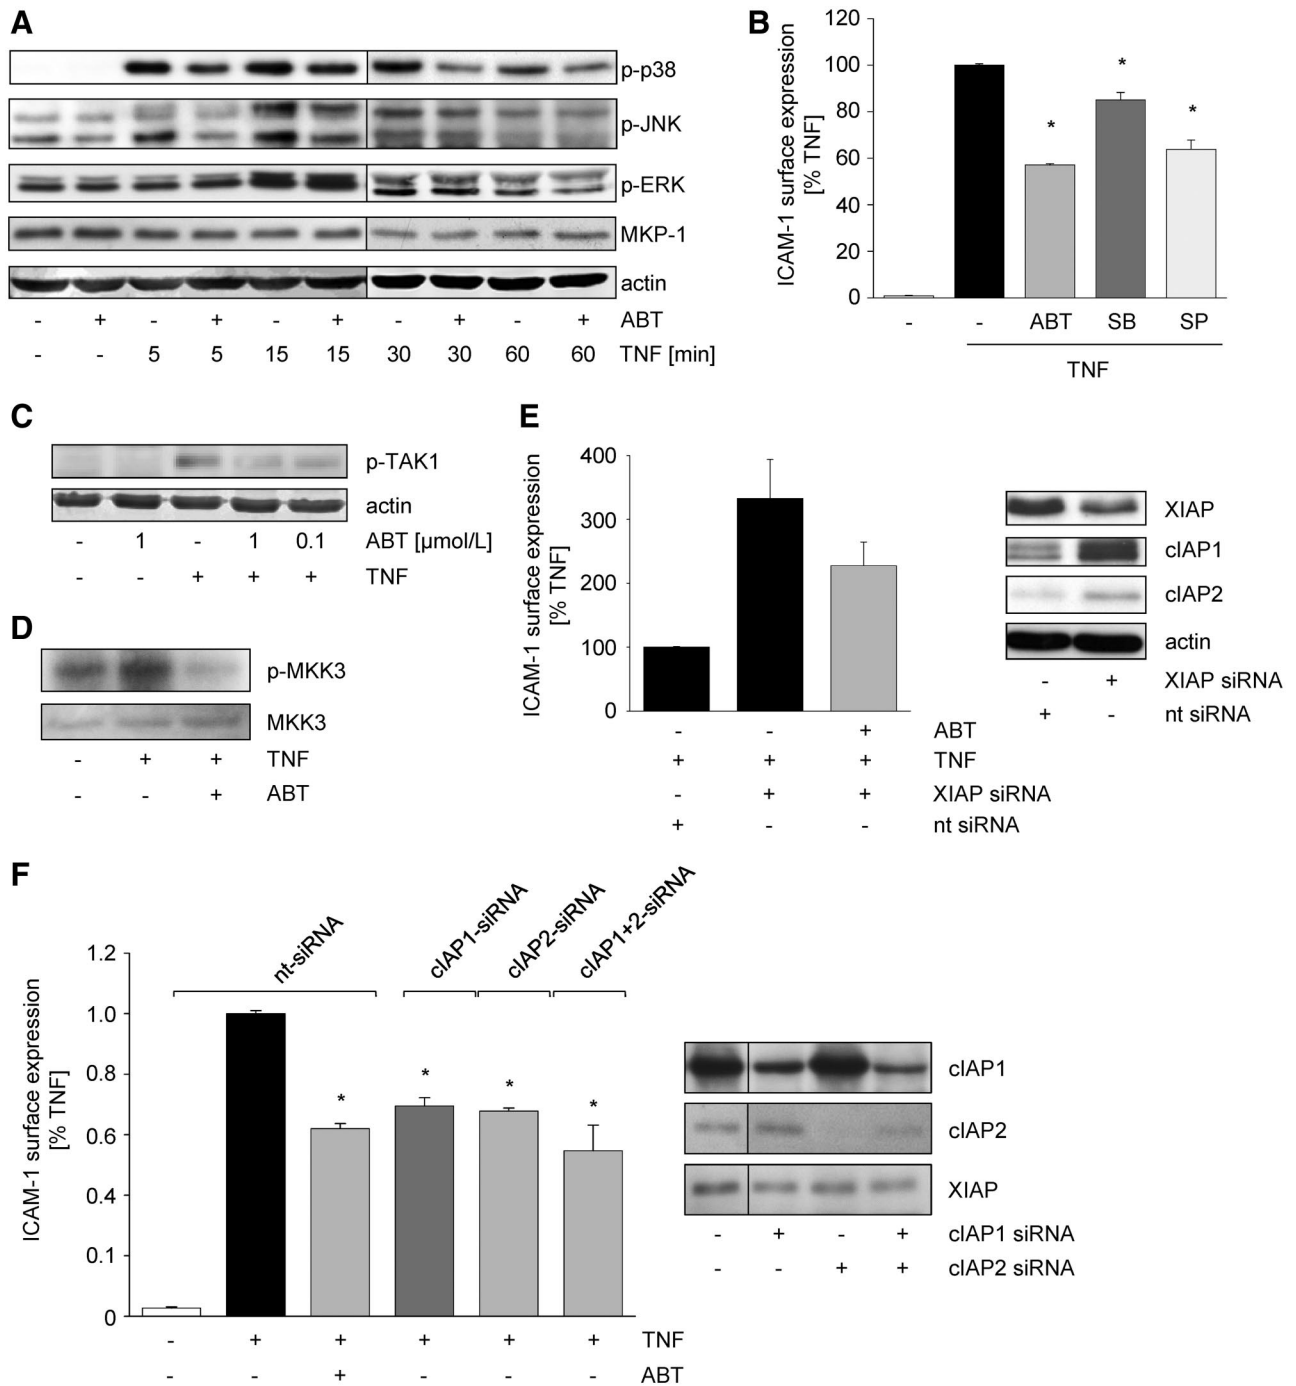 A
p-p38
p-JNK
p-ERK
MKP-1
actin
- + - + - + - + - + ABT
- - 5 5 15 15 30 30 60 60 TNF [min]
B
ICAM-1 surface expression
[% TNF]
120
100
80
60
40
20
0
* * *
- - ABT SB SP
TNF
C
p-TAK1
actin
- 1 - 1 0.1 ABT [µmol/L]
- - + + + TNF
D
p-MKK3
MKK3
- + + TNF
- - + ABT
E
ICAM-1 surface expression
[% TNF]
400
300
200
100
0
- - + ABT
+ + + TNF
- + + XIAP siRNA
+ - - nt siRNA
XIAP
cIAP1
cIAP2
actin
- + XIAP siRNA
+ - nt siRNA
F
nt-siRNA
cIAP1-siRNA
cIAP2-siRNA
cIAP1+2-siRNA
ICAM-1 surface expression
[% TNF]
1.2
1.0
0.8
0.6
0.4
0.1
0
* * * *
- + + + + + TNF
- - + - - - ABT
cIAP1
cIAP2
XIAP
- + - + cIAP1 siRNA
- - + + cIAP2 siRNA